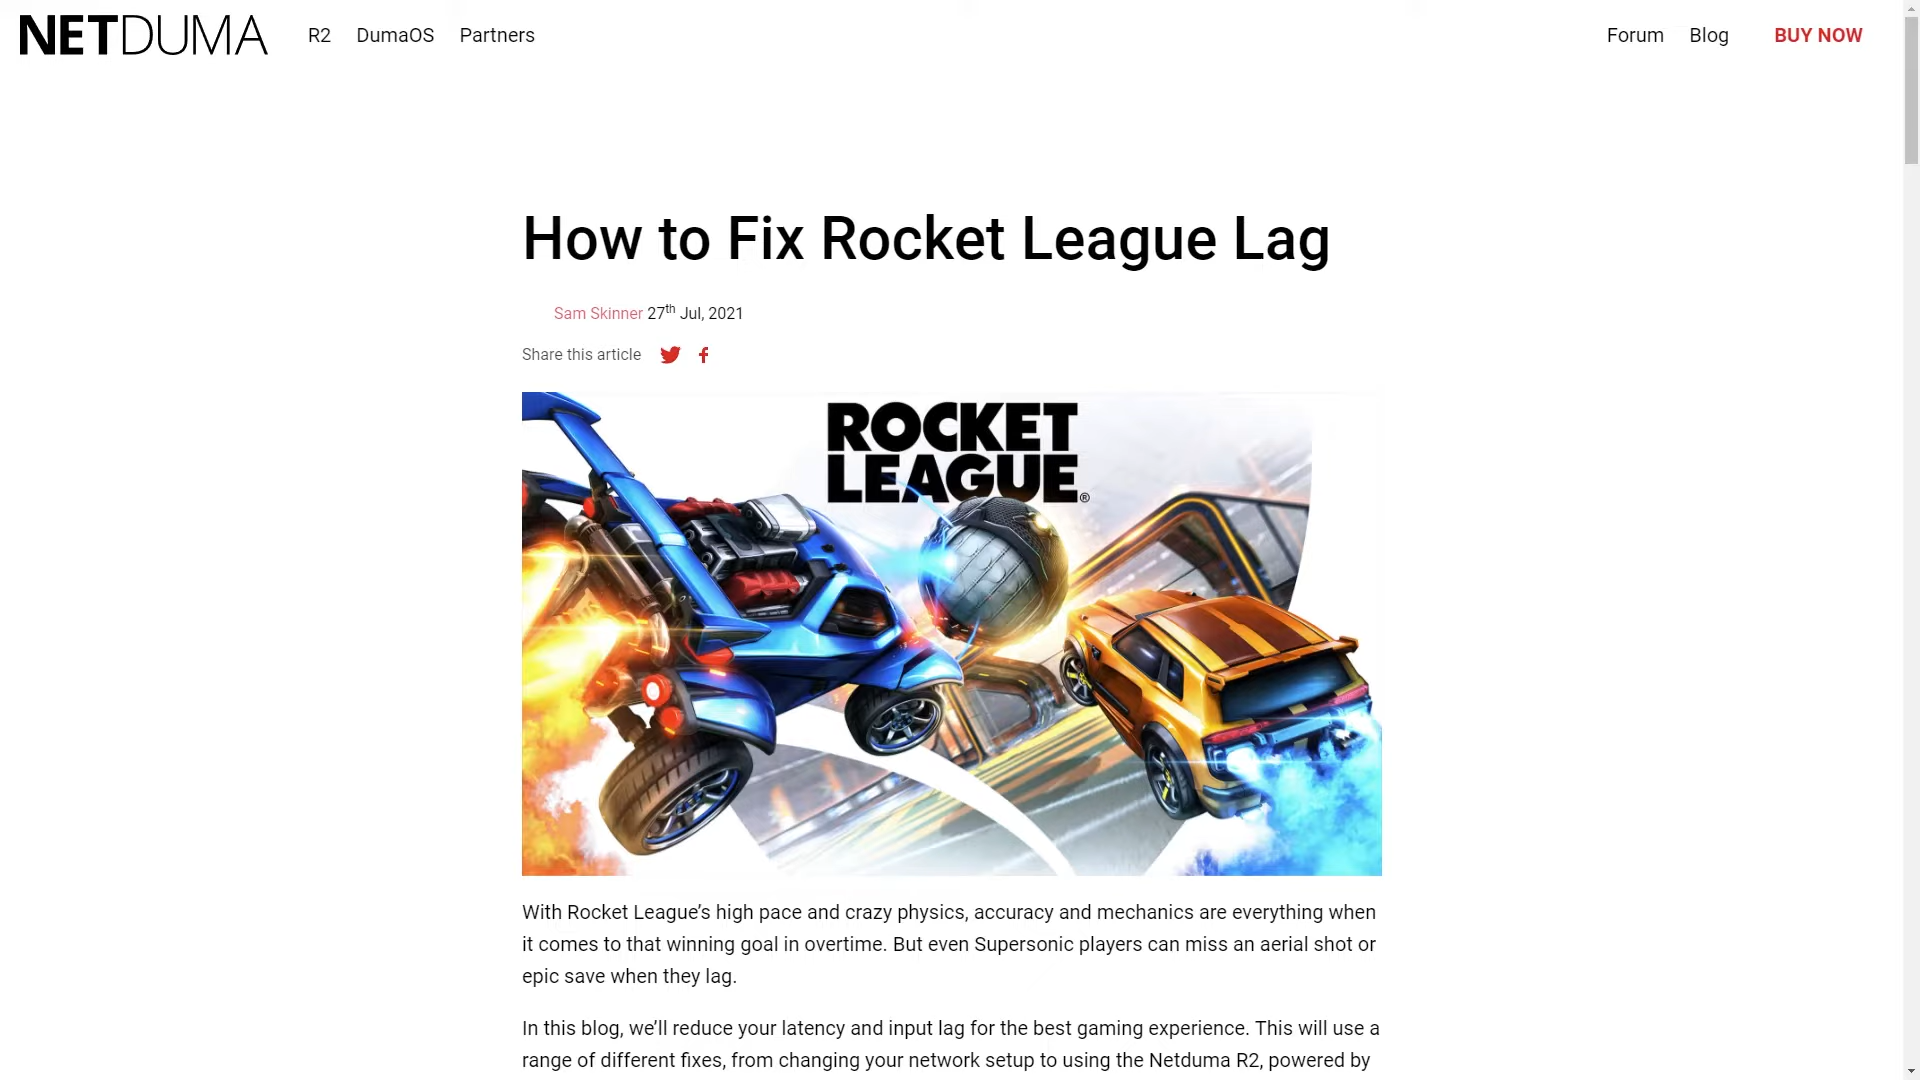 NETDUMA
R2
DumaOS
Partners
Forum
Blog
BUY NOW
How to Fix Rocket League Lag
Sam Skinner 27th Jul, 2021
Share this article
ROCKET
LEAGUE®
With Rocket League’s high pace and crazy physics, accuracy and mechanics are everything when
it comes to that winning goal in overtime. But even Supersonic players can miss an aerial shot or
epic save when they lag.
In this blog, we’ll reduce your latency and input lag for the best gaming experience. This will use a
range of different fixes, from changing your network setup to using the Netduma R2, powered by